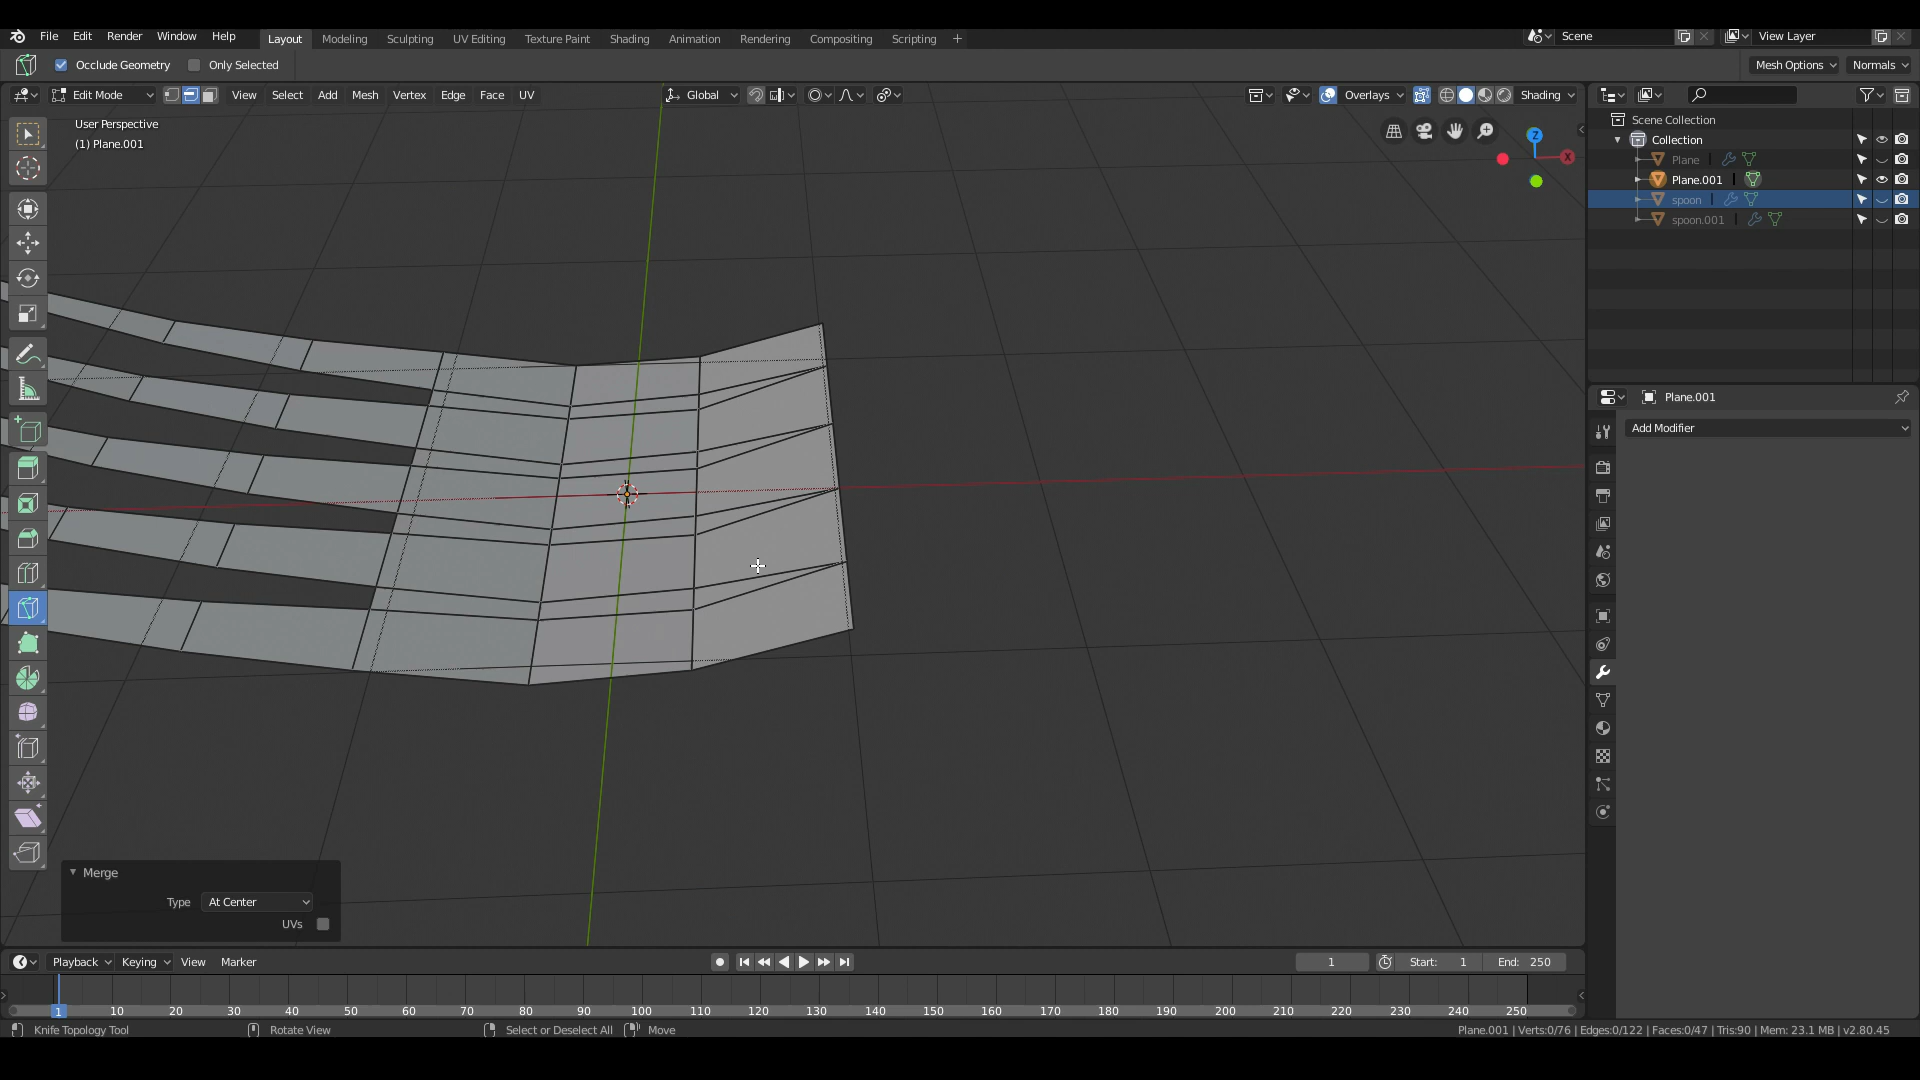 File Edit Render Window Help Layout Modeling Sculpting UV Editing Texture Paint Shading Animation Rendering Compositing Scripting + Scene View Layer
Occlude Geometry Only Selected Mesh Options Normals
Edit Mode View Select Add Mesh Vertex Edge Face UV Global Overlays Shading
User Perspective
(1) Plane.001
Z
X
Scene Collection
Collection
Plane
Plane.001
spoon
spoon.001
Plane.001
Add Modifier
Merge
Type At Center
UVs
Playback Keying View Marker 1 Start: 1 End: 250
1 10 20 30 40 50 60 70 80 90 100 110 120 130 140 150 160 170 180 190 200 210 220 230 240 250
Knife Topology Tool Rotate View Select or Deselect All Move Plane.001 | Verts:0/76 | Edges:0/122 | Faces:0/47 | Tris:90 | Mem: 23.1 MB | v2.80.45